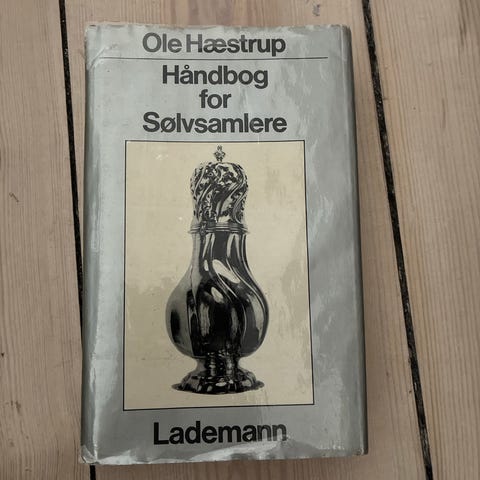 Ole Hæstrup
Håndbog
for
Sølvsamlere
Lademann